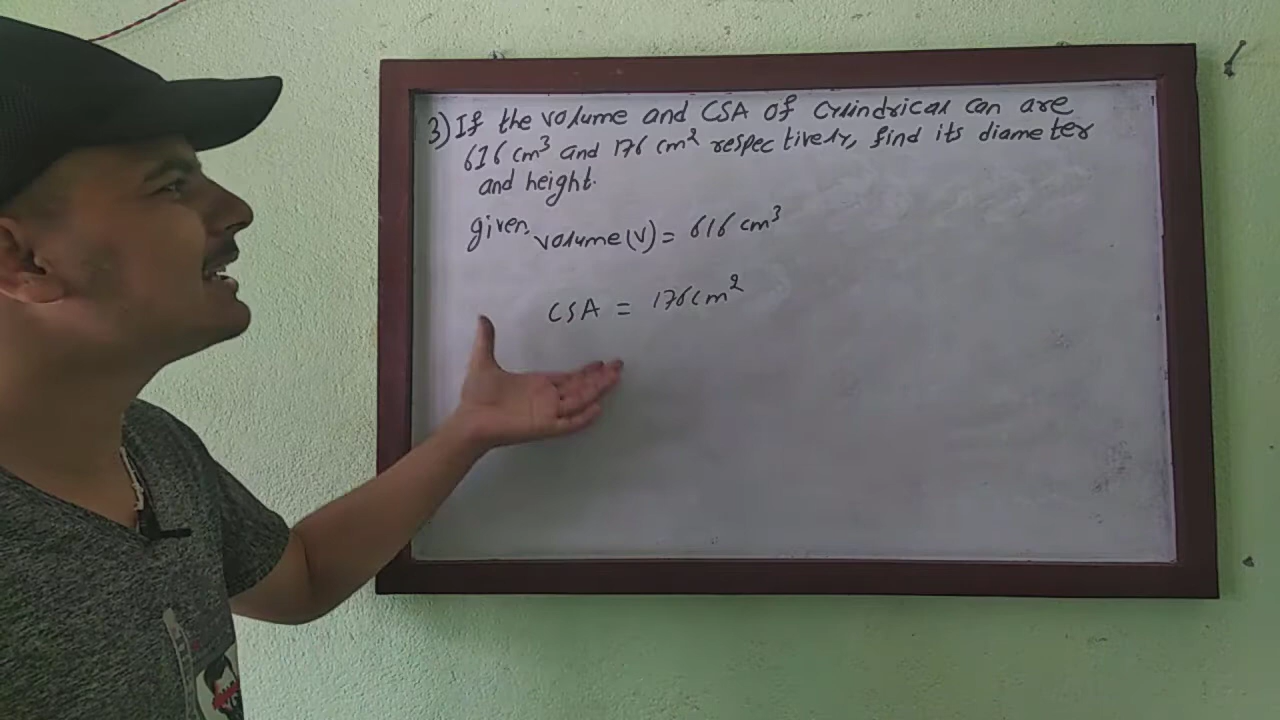 3) If the volume and CSA of Cylindrical can are
616 cm³ and 176 cm² respectively, find its diameter
and height.
given, volume (v) = 616 cm³
CSA = 176 cm²